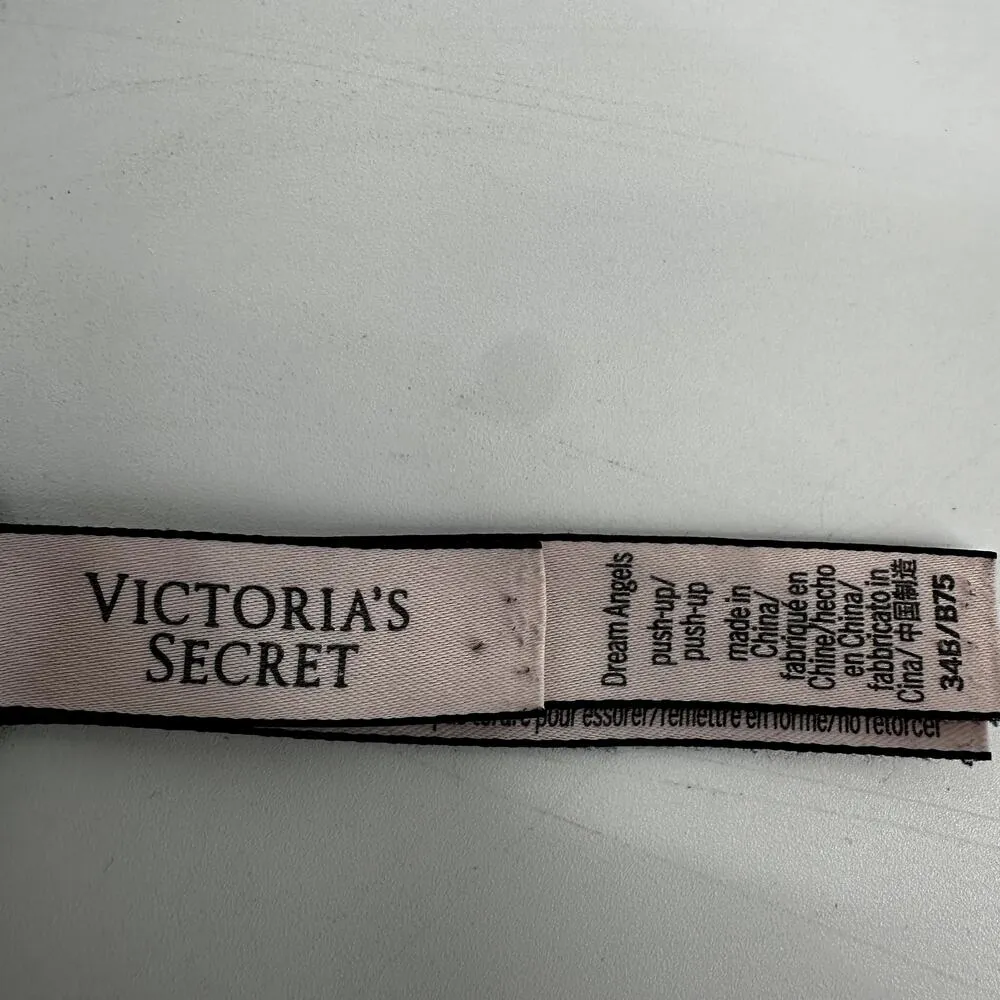 VICTORIA'S
SECRET
Dream Angels
push-up/
push-up
made in
China/
fabriqué en
Chine/hecho
en China/
fabbricato in
Cina/ 中国制造
34B/B75
pour essorer/remettre en forme/no retorcer